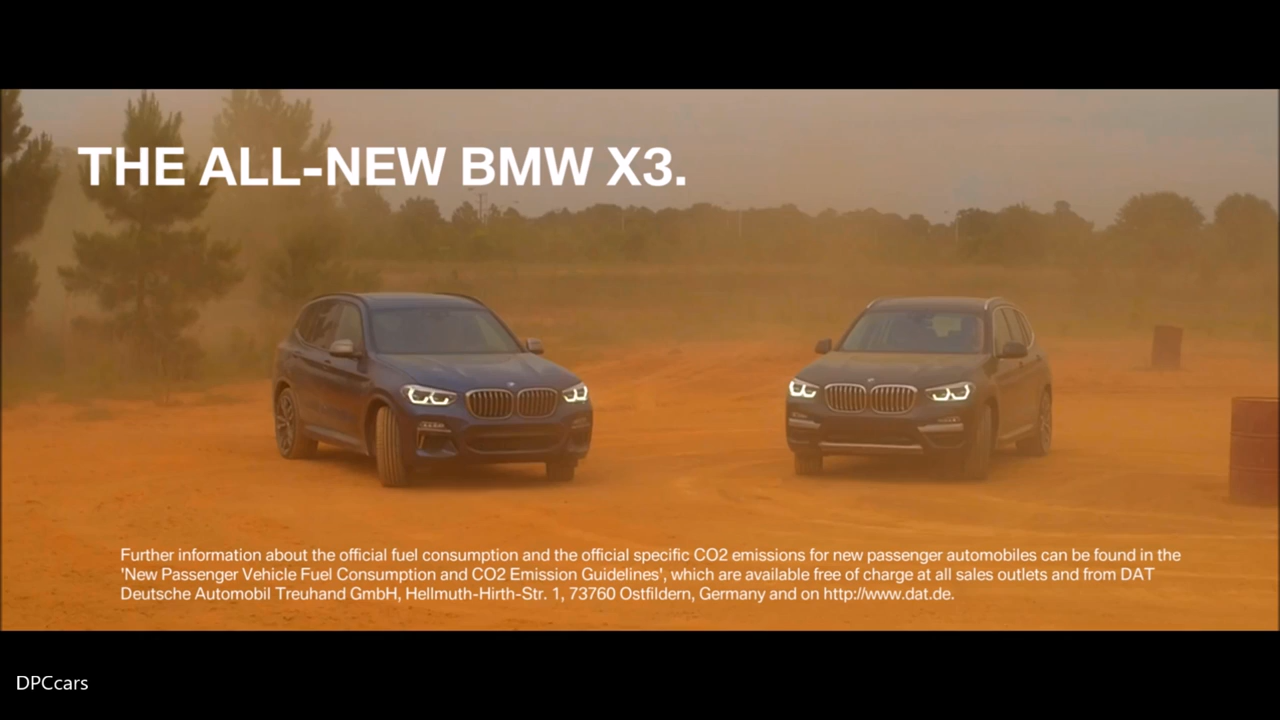 THE ALL-NEW BMW X3.
Further information about the official fuel consumption and the official specific CO2 emissions for new passenger automobiles can be found in the
'New Passenger Vehicle Fuel Consumption and CO2 Emission Guidelines', which are available free of charge at all sales outlets and from DAT
Deutsche Automobil Treuhand GmbH, Hellmuth-Hirth-Str. 1, 73760 Ostfildern, Germany and on http://www.dat.de.
DPCcars